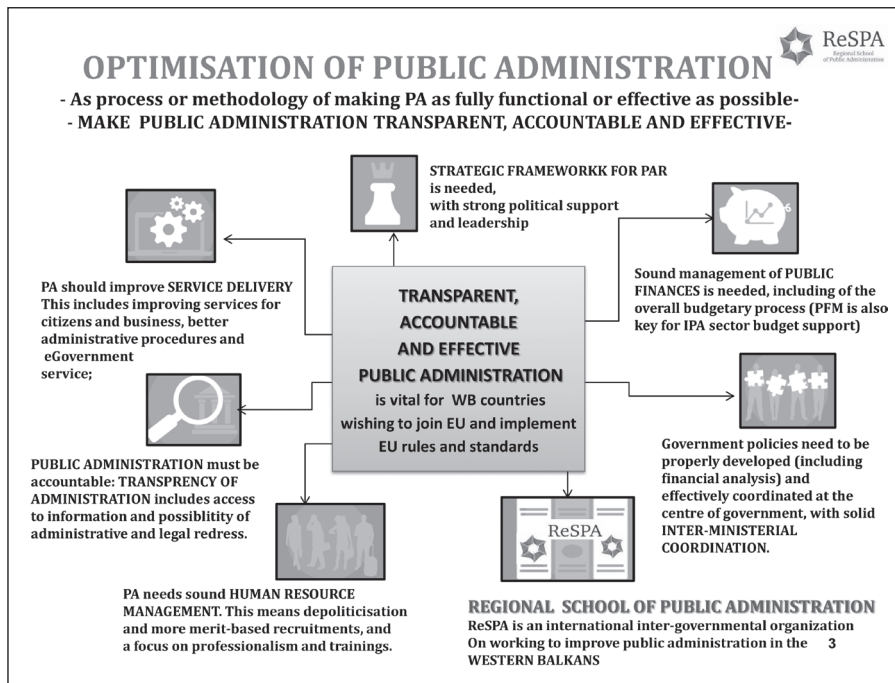 ReSPA
Regional School
of Public Administration
OPTIMISATION OF PUBLIC ADMINISTRATION
- As process or methodology of making PA as fully functional or effective as possible-
- MAKE PUBLIC ADMINISTRATION TRANSPARENT, ACCOUNTABLE AND EFFECTIVE-
STRATEGIC FRAMEWORKK FOR PAR
is needed,
with strong political support
and leadership
PA should improve SERVICE DELIVERY
This includes improving services for
citizens and business, better
administrative procedures and
eGovernment
service;
Sound management of PUBLIC
FINANCES is needed, including of the
overall budgetary process (PFM is also
key for IPA sector budget support)
TRANSPARENT,
ACCOUNTABLE
AND EFFECTIVE
PUBLIC ADMINISTRATION
is vital for WB countries
wishing to join EU and implement
EU rules and standards
PUBLIC ADMINISTRATION must be
accountable: TRANSPRENCY OF
ADMINISTRATION includes access
to information and possiblitity of
administrative and legal redress.
Government policies need to be
properly developed (including
financial analysis) and
effectively coordinated at the
centre of government, with solid
INTER-MINISTERIAL
COORDINATION.
PA needs sound HUMAN RESOURCE
MANAGEMENT. This means depoliticisation
and more merit-based recruitments, and
a focus on professionalism and trainings.
ReSPA
REGIONAL SCHOOL OF PUBLIC ADMINISTRATION
ReSPA is an international inter-governmental organization
On working to improve public administration in the
WESTERN BALKANS
3